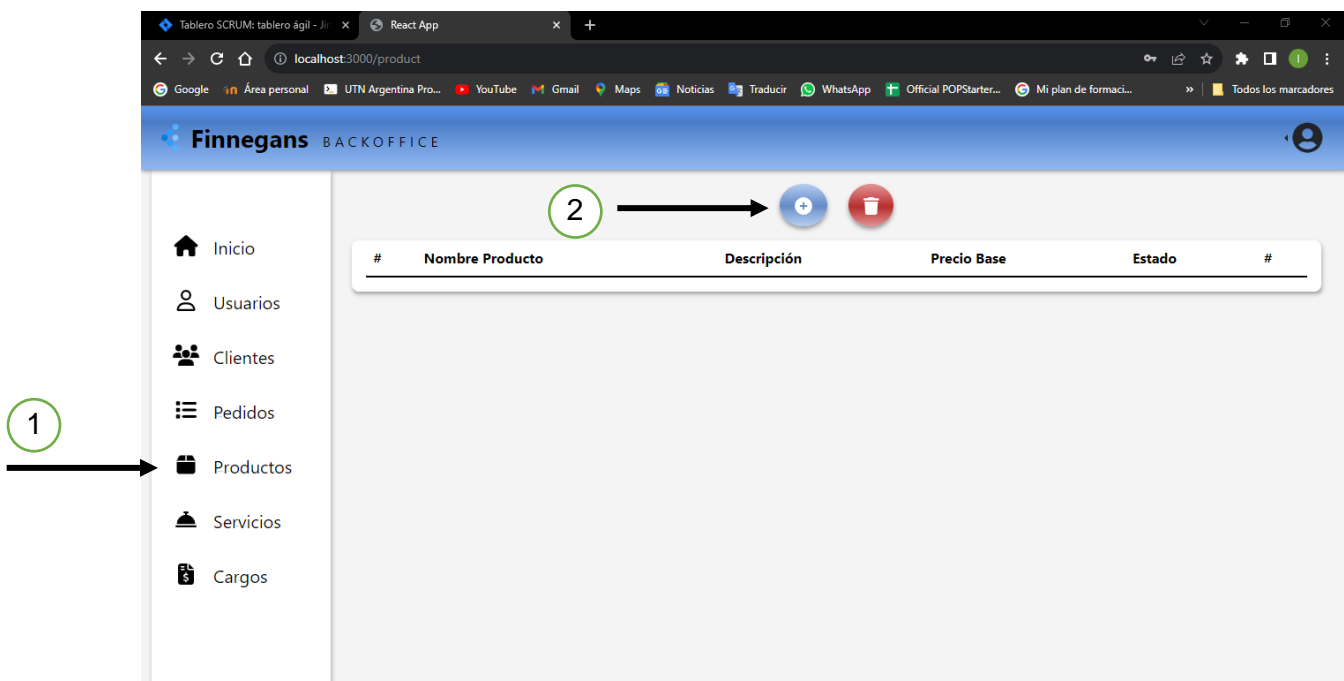 Tablero SCRUM: tablero ágil - Jir
React App
localhost:3000/product
Google
Área personal
UTN Argentina Pro...
YouTube
Gmail
Maps
Noticias
Traducir
WhatsApp
Official POPStarter...
Mi plan de formaci...
»
Todos los marcadores
Finnegans BACKOFFICE
2
Inicio
# Nombre Producto Descripción Precio Base Estado #
Usuarios
Clientes
Pedidos
1
Productos
Servicios
Cargos